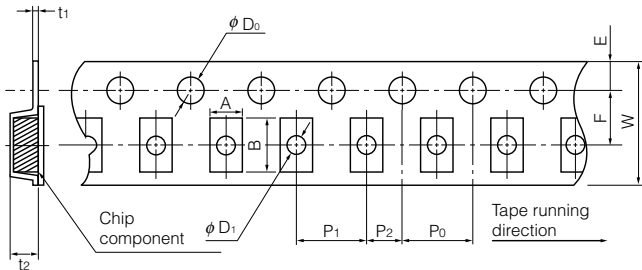 t1
ϕ D0
E
A
B
F
W
Chip
component
ϕ D1
P1
P2
P0
Tape running
direction
t2